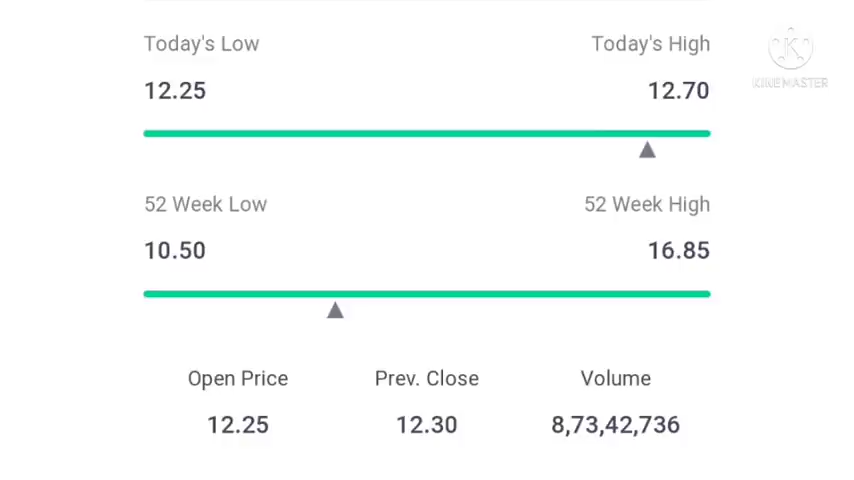 Today's Low Today's High
12.25 12.70
52 Week Low 52 Week High
10.50 16.85
Open Price Prev. Close Volume
12.25 12.30 8,73,42,736
KINEMASTER